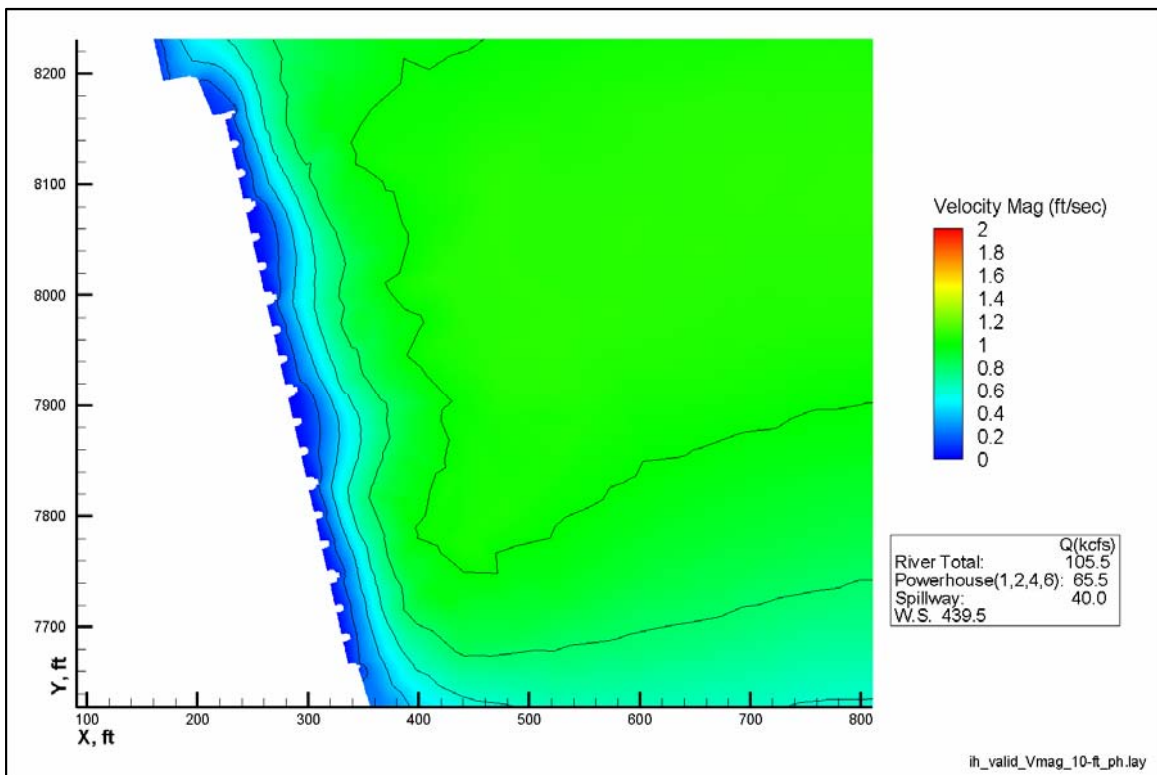 8200
8100
8000
7900
7800
7700
Y, ft
100 200 300 400 500 600 700 800
X, ft
Velocity Mag (ft/sec)
2
1.8
1.6
1.4
1.2
1
0.8
0.6
0.4
0.2
0
Q(kcfs)
River Total: 105.5
Powerhouse(1,2,4,6): 65.5
Spillway: 40.0
W.S. 439.5
ih_valid_Vmag_10-ft_ph.lay